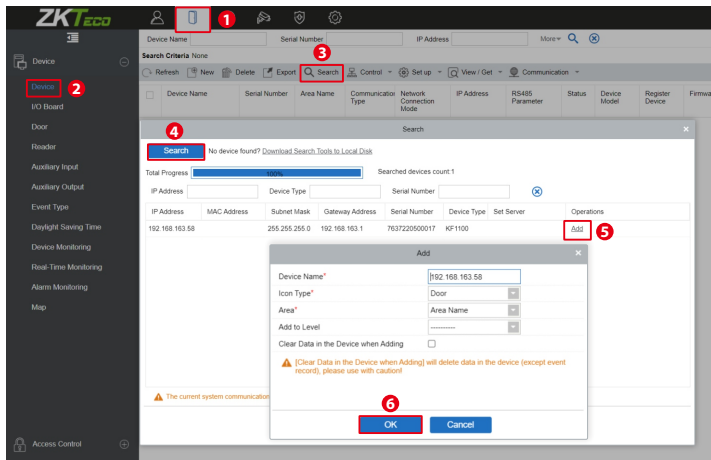 ZKTeco
1
Device Name Serial Number IP Address More
Search Criteria None
3
Refresh New Delete Export Search Control Set up View / Get Communication
Device Name Serial Number Area Name Communication Type Network Connection Mode IP Address RS485 Parameter Status Device Model Register Device Firmwa
Device
Device 2
I/O Board
Door
Reader
Auxiliary Input
Auxiliary Output
Event Type
Daylight Saving Time
Device Monitoring
Real-Time Monitoring
Alarm Monitoring
Map
Access Control
Search ×
4
Search No device found? Download Search Tools to Local Disk
Total Progress 100% Searched devices count:1
IP Address Device Type Serial Number
IP Address MAC Address Subnet Mask Gateway Address Serial Number Device Type Set Server Operations
192.168.163.58 255.255.255.0 192.168.163.1 7637220500017 KF1100 Add 5
The current system communication
Add ×
Device Name* 192.168.163.58
Icon Type* Door
Area* Area Name
Add to Level ----------
Clear Data in the Device when Adding
[Clear Data in the Device when Adding] will delete data in the device (except event
record), please use with caution!
6
OK Cancel